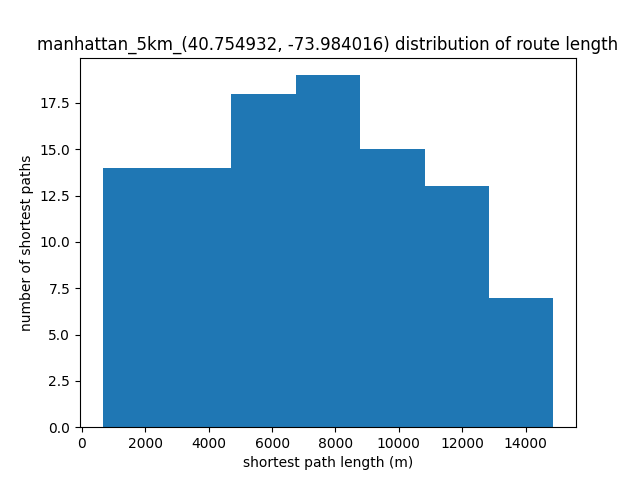 manhattan_5km_(40.754932, -73.984016) distribution of route length
number of shortest paths
17.5
15.0
12.5
10.0
7.5
5.0
2.5
0.0
0 2000 4000 6000 8000 10000 12000 14000
shortest path length (m)